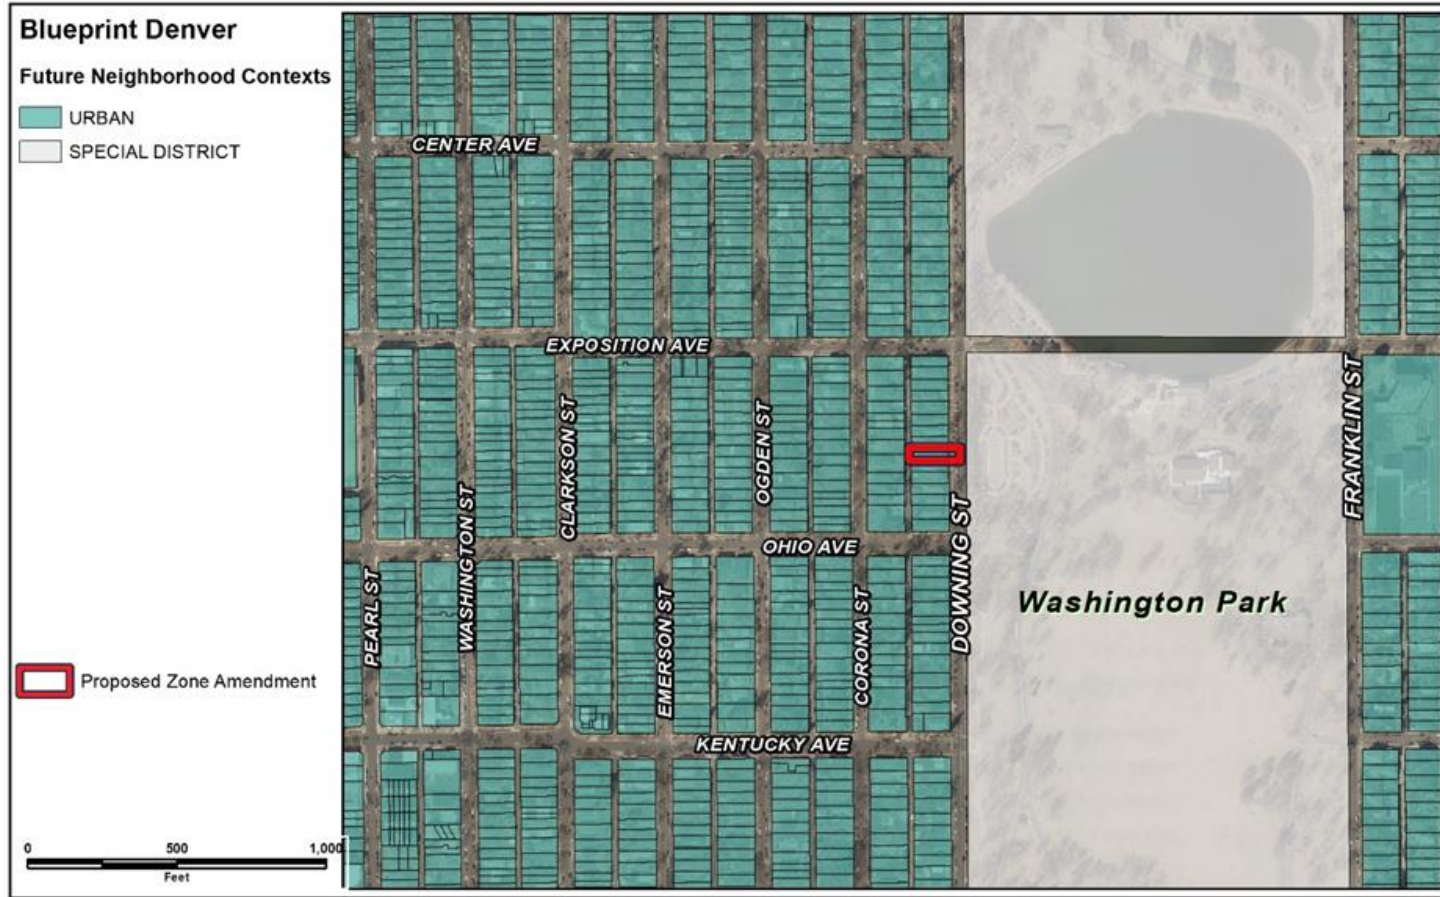 Blueprint Denver
Future Neighborhood Contexts
URBAN
SPECIAL DISTRICT
CENTER AVE
EXPOSITION AVE
CLARKSON ST
OGDEN ST
FRANKLIN ST
WASHINGTON ST
DOWNING ST
OHIO AVE
PEARL ST
EMERSON ST
CORONA ST
Washington Park
Proposed Zone Amendment
KENTUCKY AVE
0 500 1,000
Feet